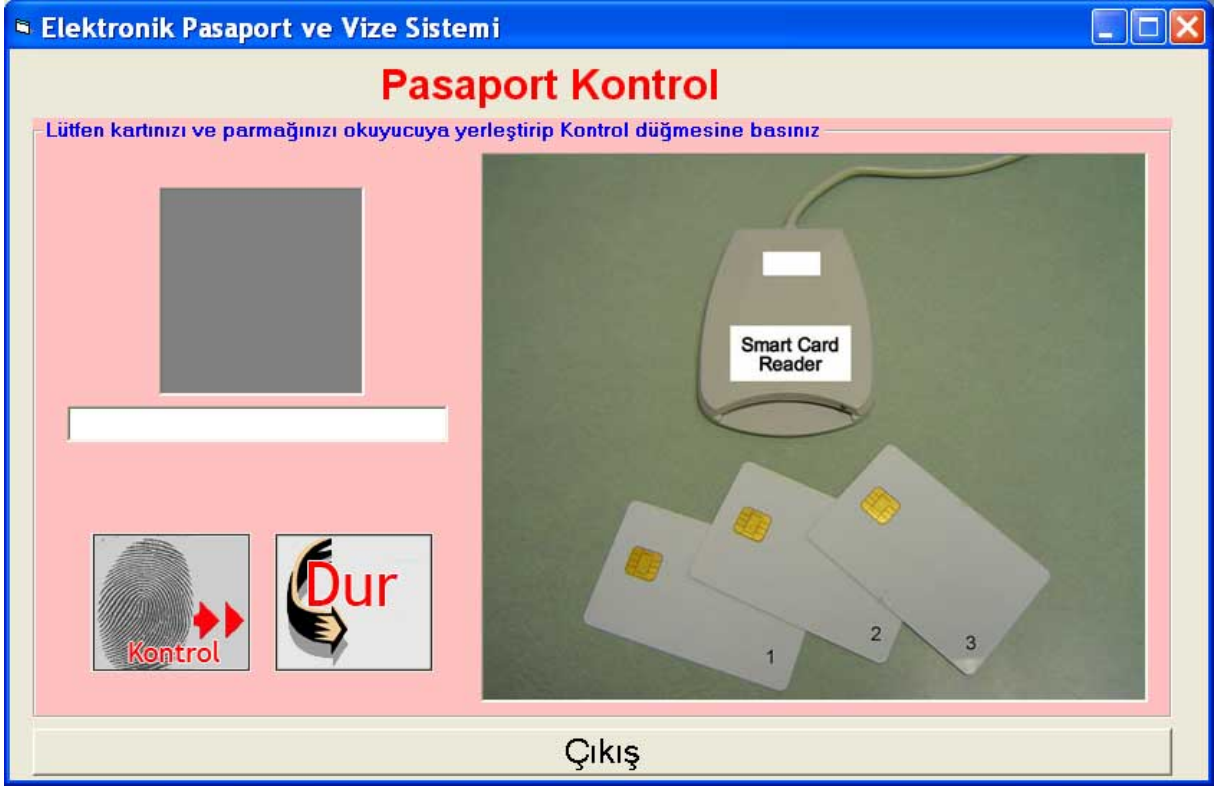 Elektronik Pasaport ve Vize Sistemi
Pasaport Kontrol
Lütfen kartınızı ve parmağınızı okuyucuya yerleştirip Kontrol düğmesine basınız
Smart Card
Reader
Kontrol
Dur
1
2
3
Çıkış